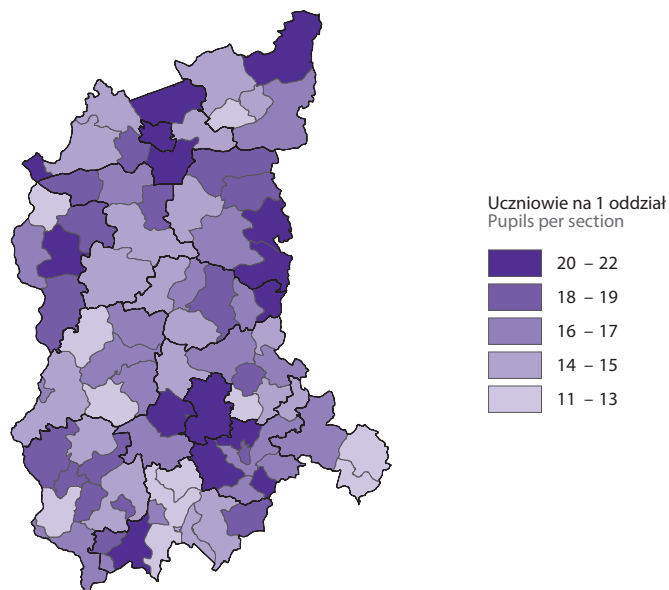 Uczniowie na 1 oddział
Pupils per section
20 – 22
18 – 19
16 – 17
14 – 15
11 – 13